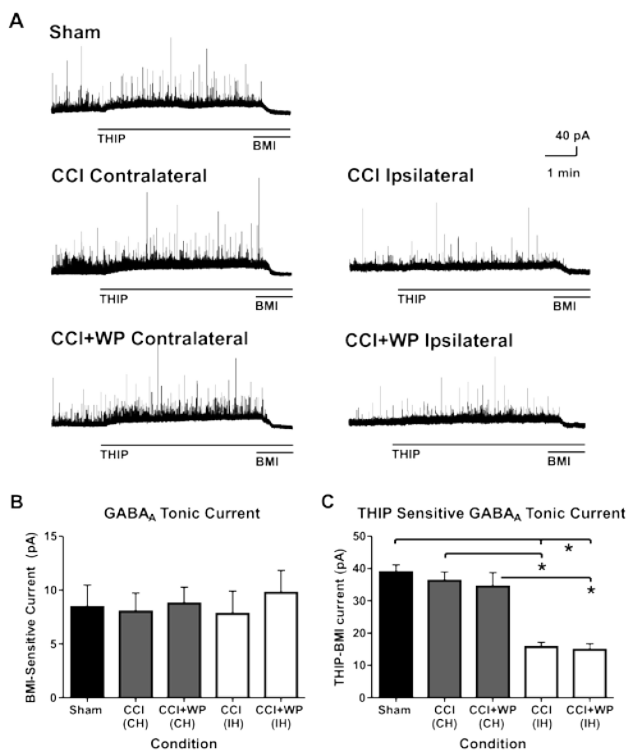 A
Sham
THIP
BMI
40 pA
1 min
CCI Contralateral
CCI Ipsilateral
THIP
BMI
THIP
BMI
CCI+WP Contralateral
CCI+WP Ipsilateral
THIP
BMI
THIP
BMI
B
GABAA Tonic Current
BMI-Sensitive Current (pA)
15
10
5
0
Sham
CCI (CH)
CCI+WP (CH)
CCI (IH)
CCI+WP (IH)
Condition
C
THIP Sensitive GABAA Tonic Current
THIP-BMI current (pA)
50
40
30
20
10
0
*
*
*
Sham
CCI (CH)
CCI+WP (CH)
CCI (IH)
CCI+WP (IH)
Condition